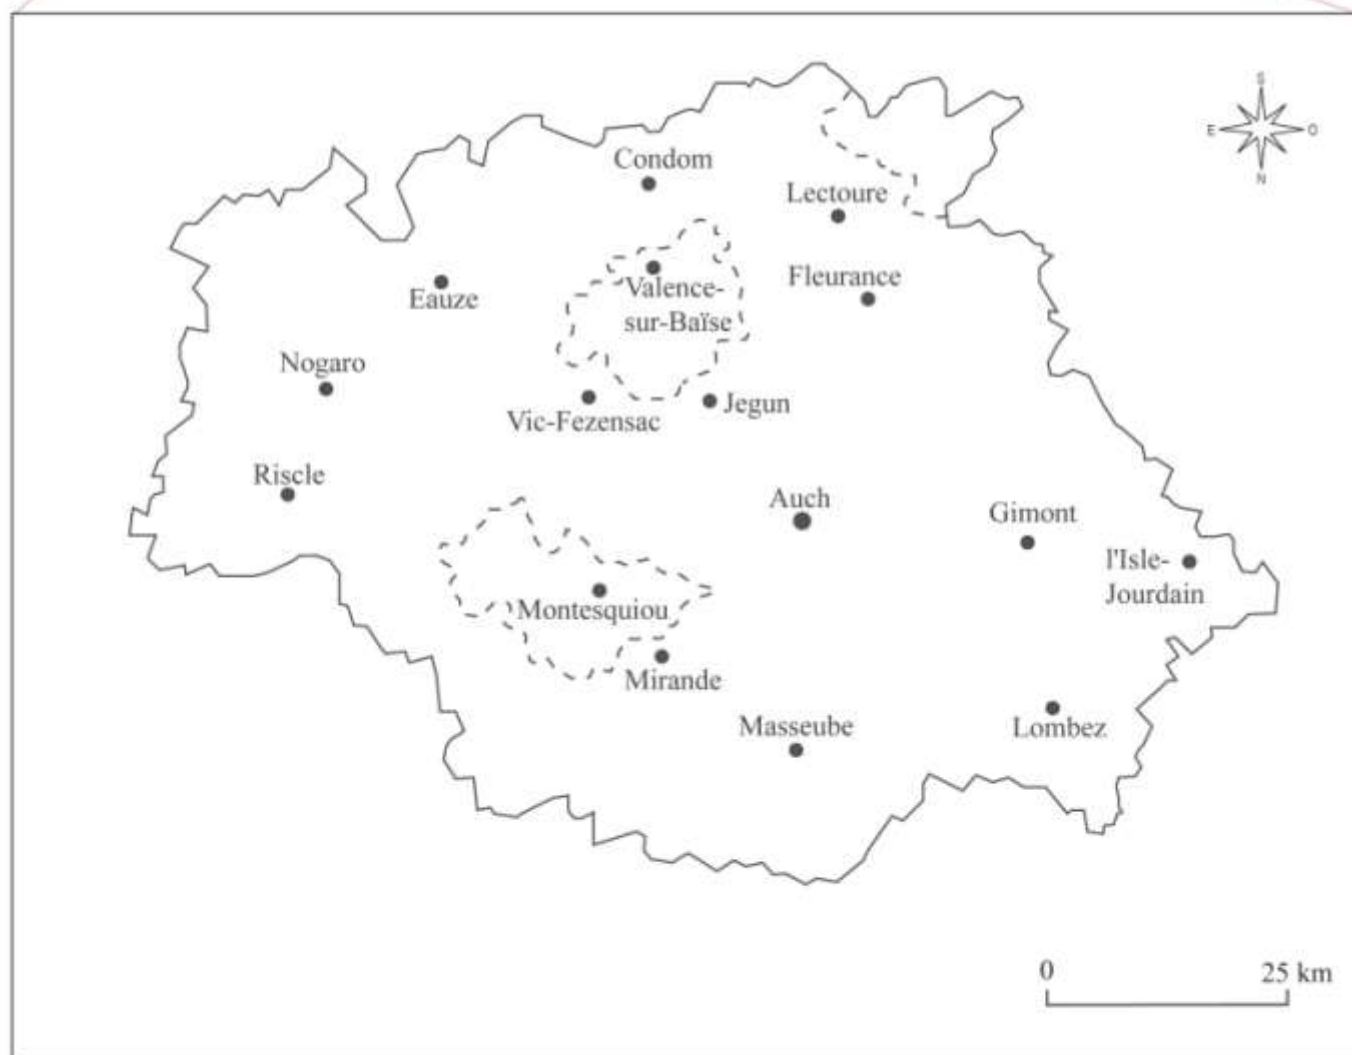 S
E
O
N
Condom
Lectoure
Valence-
sur-Baïse
Fleurance
Eauze
Nogaro
Vic-Fezensac
Jegun
Riscle
Auch
Gimont
l'Isle-
Jourdain
Montesquiou
Mirande
Masseube
Lombez
0
25 km